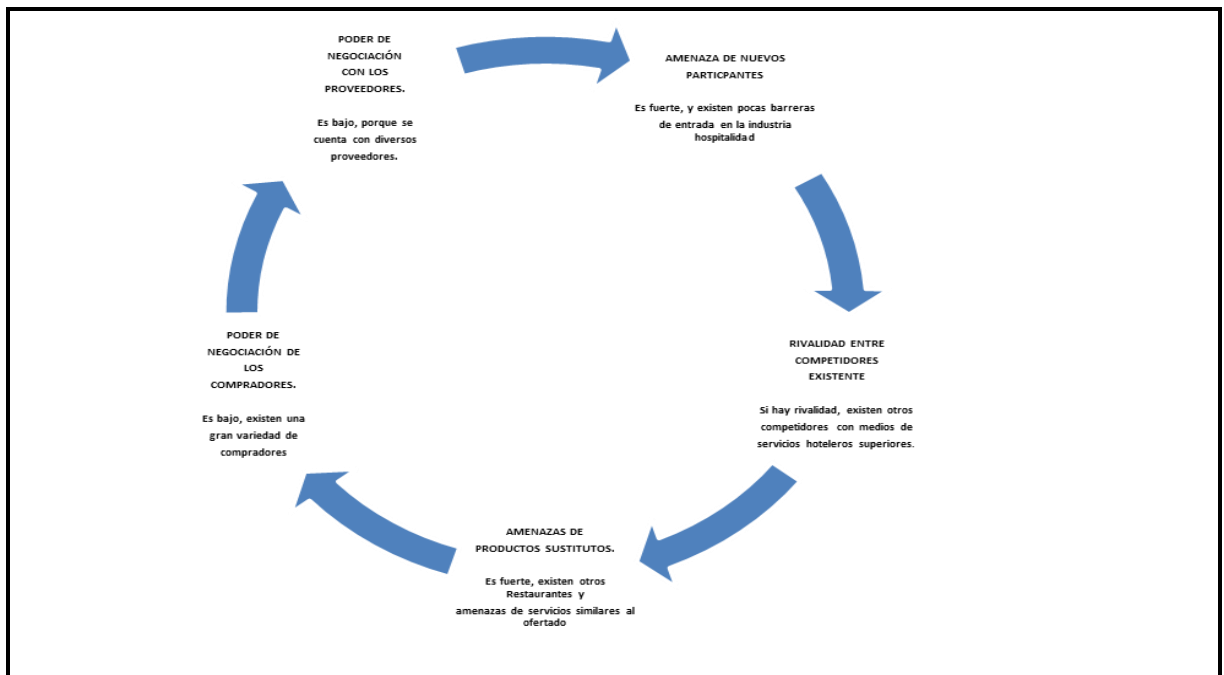 PODER DE
NEGOCIACIÓN
CON LOS
PROVEEDORES.
Es bajo, porque se
cuenta con diversos
proveedores.
AMENAZA DE NUEVOS
PARTICPANTES
Es fuerte, y existen pocas barreras
de entrada en la industria
hospitalidad
RIVALIDAD ENTRE
COMPETIDORES
EXISTENTE
Si hay rivalidad, existen otros
competidores con medios de
servicios hoteleros superiores.
AMENAZAS DE
PRODUCTOS SUSTITUTOS.
Es fuerte, existen otros
Restaurantes y
amenazas de servicios similares al
ofertado
PODER DE
NEGOCIACIÓN DE
LOS
COMPRADORES.
Es bajo, existen una
gran variedad de
compradores